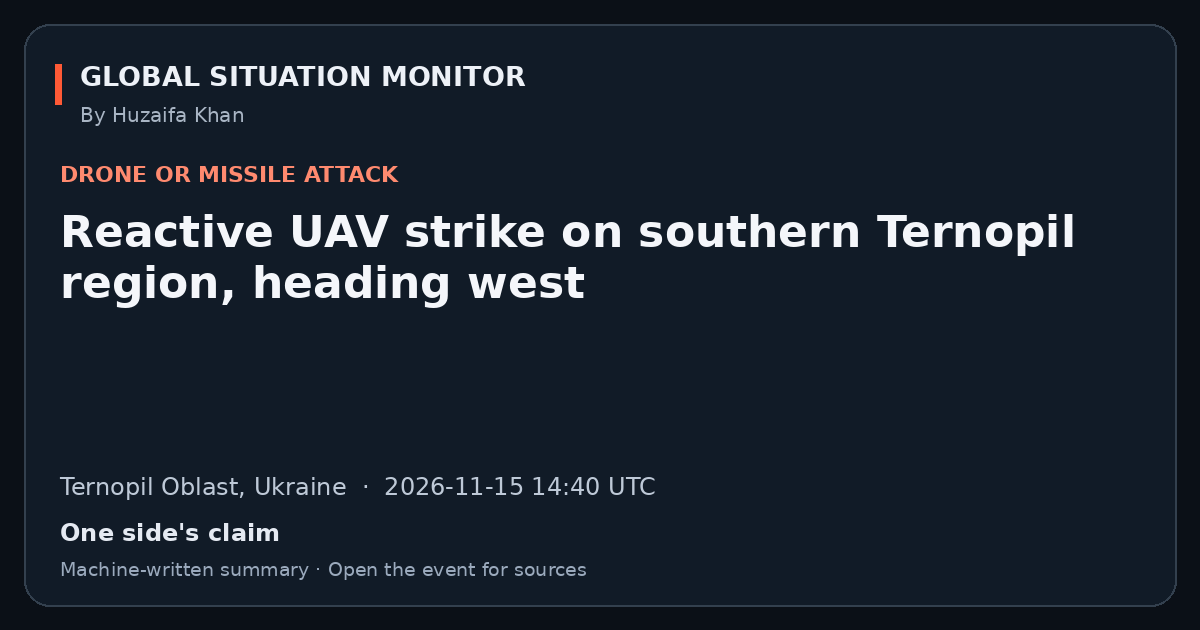 GLOBAL SITUATION MONITOR
By Huzaifa Khan
DRONE OR MISSILE ATTACK
Reactive UAV strike on southern Ternopil
region, heading west
Ternopil Oblast, Ukraine · 2026-11-15 14:40 UTC
One side's claim
Machine-written summary · Open the event for sources